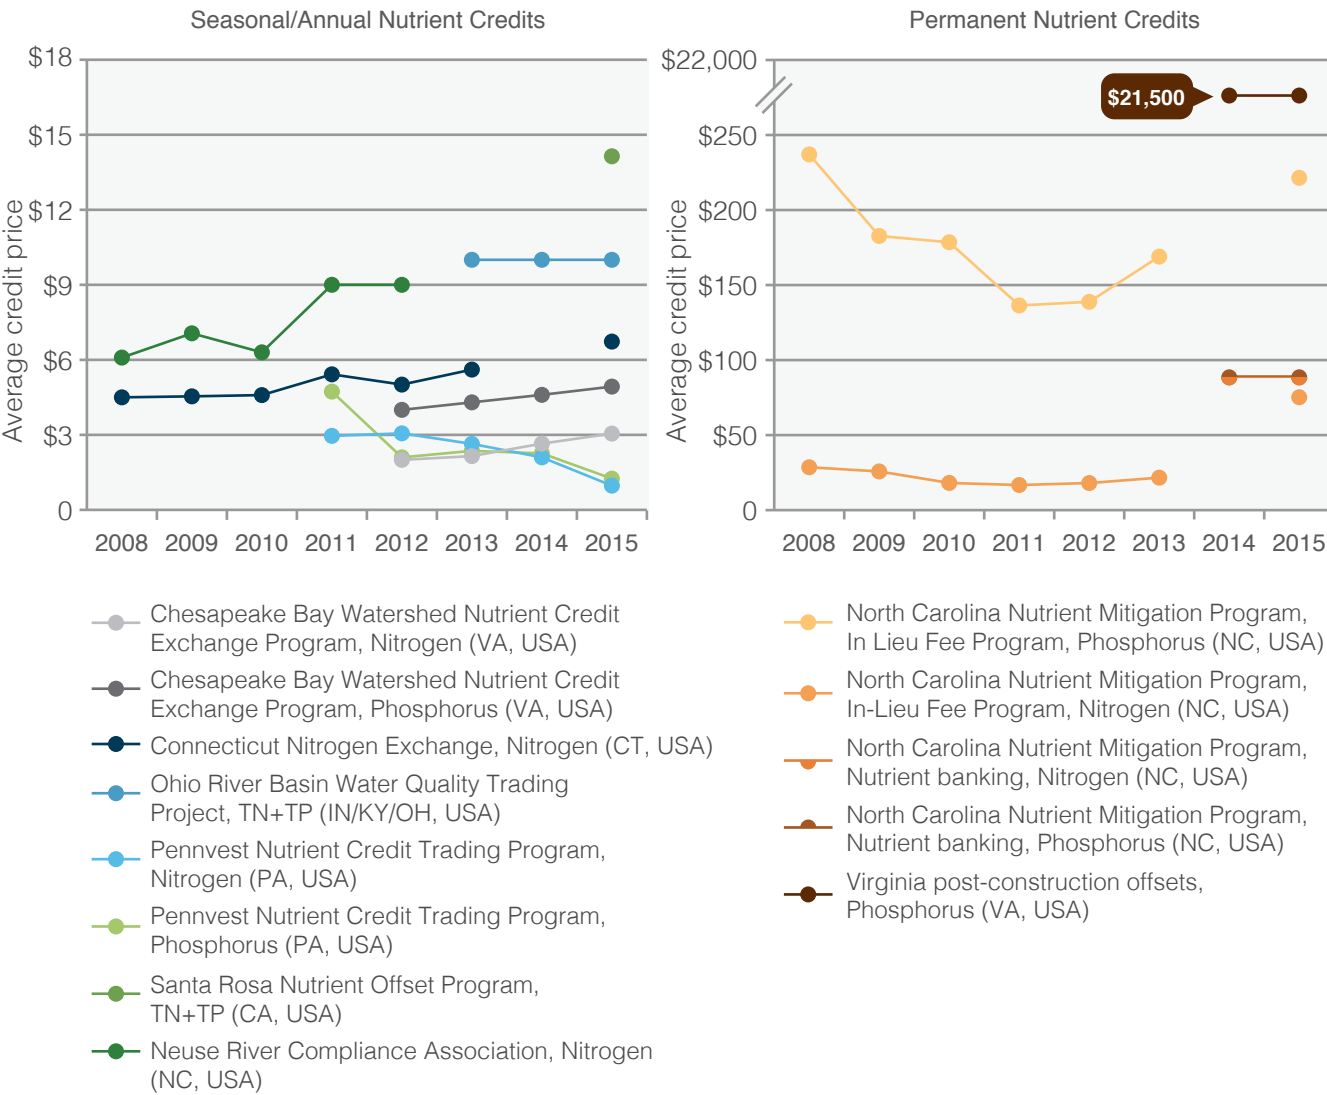 Seasonal/Annual Nutrient Credits
$18
$15
$12
$9
$6
$3
0
Average credit price
2008 2009 2010 2011 2012 2013 2014 2015
Chesapeake Bay Watershed Nutrient Credit
Exchange Program, Nitrogen (VA, USA)
Chesapeake Bay Watershed Nutrient Credit
Exchange Program, Phosphorus (VA, USA)
Connecticut Nitrogen Exchange, Nitrogen (CT, USA)
Ohio River Basin Water Quality Trading
Project, TN+TP (IN/KY/OH, USA)
Pennvest Nutrient Credit Trading Program,
Nitrogen (PA, USA)
Pennvest Nutrient Credit Trading Program,
Phosphorus (PA, USA)
Santa Rosa Nutrient Offset Program,
TN+TP (CA, USA)
Neuse River Compliance Association, Nitrogen
(NC, USA)
Permanent Nutrient Credits
$22,000
$21,500
$250
$200
$150
$100
$50
0
Average credit price
2008 2009 2010 2011 2012 2013 2014 2015
North Carolina Nutrient Mitigation Program,
In Lieu Fee Program, Phosphorus (NC, USA)
North Carolina Nutrient Mitigation Program,
In-Lieu Fee Program, Nitrogen (NC, USA)
North Carolina Nutrient Mitigation Program,
Nutrient banking, Nitrogen (NC, USA)
North Carolina Nutrient Mitigation Program,
Nutrient banking, Phosphorus (NC, USA)
Virginia post-construction offsets,
Phosphorus (VA, USA)